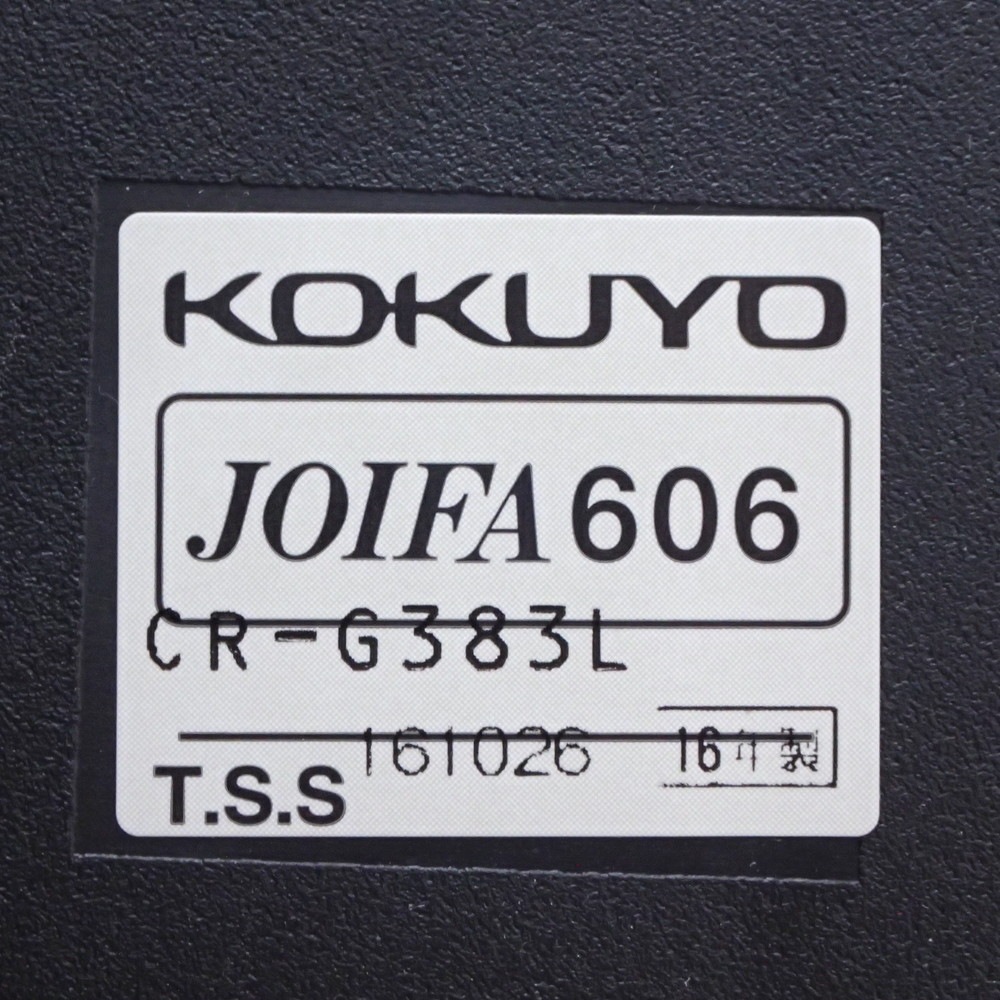 KOKUYO
JOIFA 606
CR-G383L
161026 16年製
T.S.S